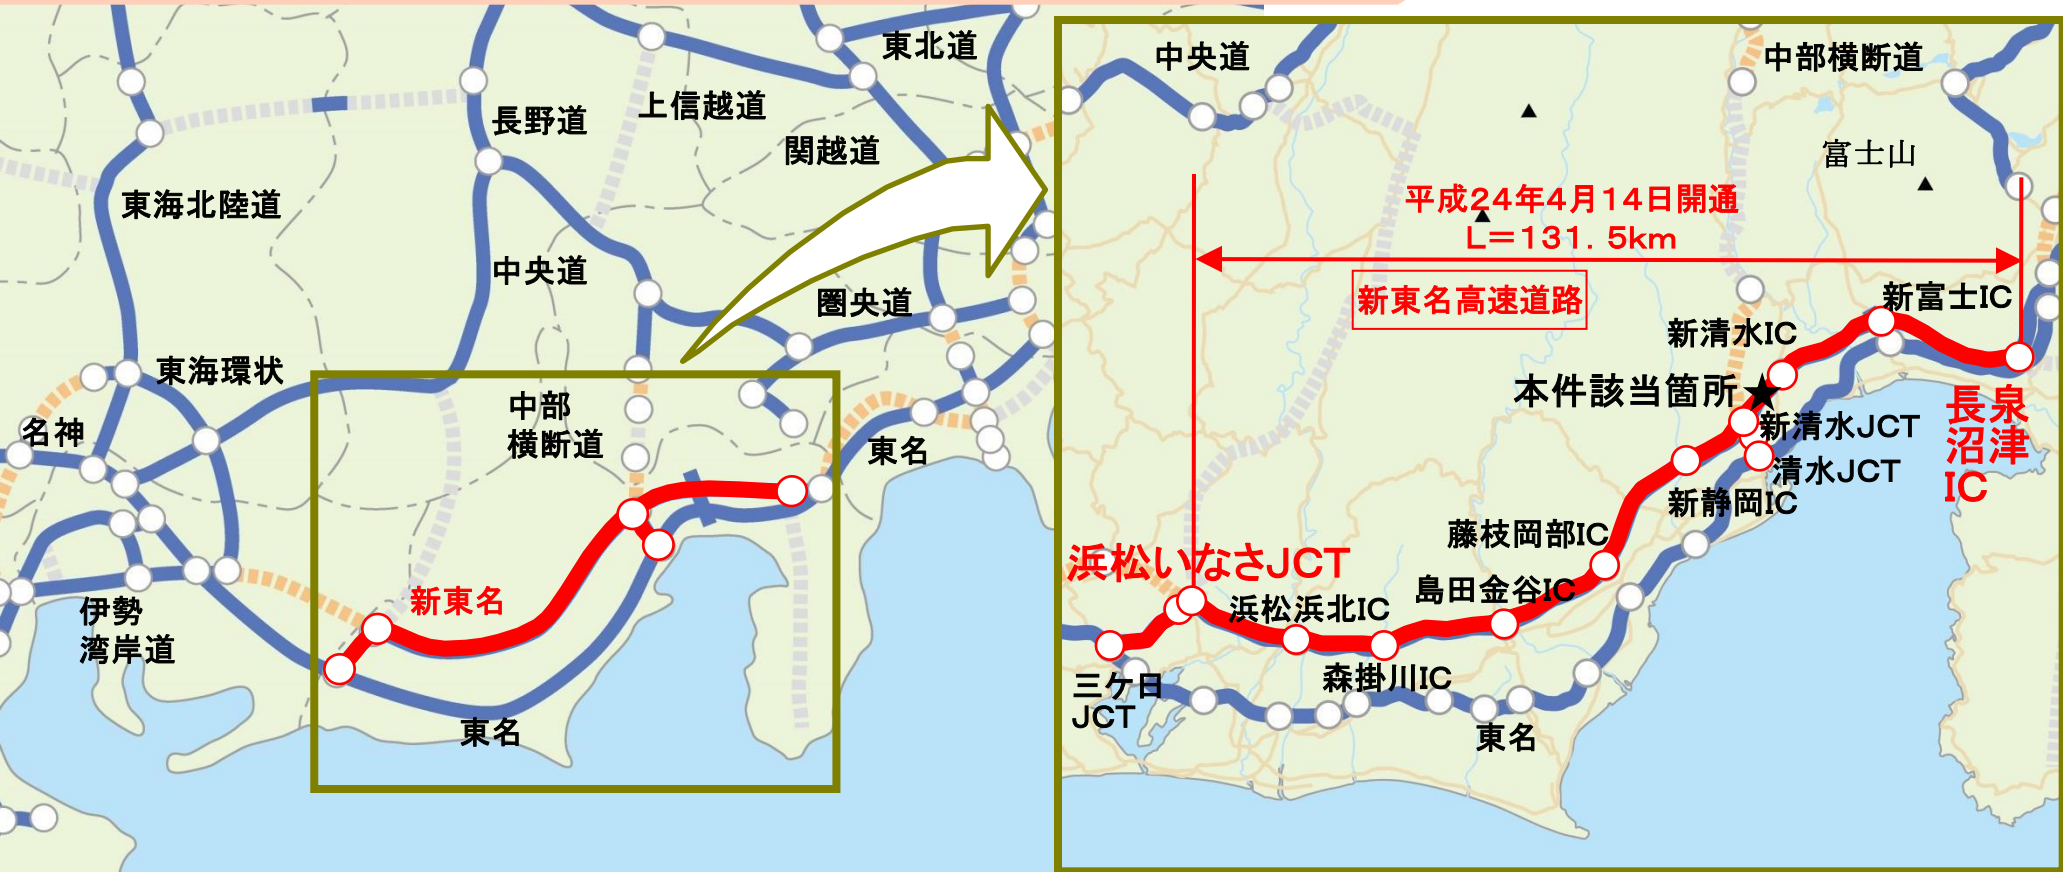 東北道
上信越道
長野道
関越道
東海北陸道
中央道
圏央道
東海環状
中部
横断道
名神
東名
新東名
伊勢
湾岸道
東名
中央道
中部横断道
富士山
平成24年4月14日開通
L=131.5km
新東名高速道路
新富士IC
新清水IC
本件該当箇所
新清水JCT
清水JCT
長泉
沼津
IC
新静岡IC
藤枝岡部IC
浜松いなさJCT
島田金谷IC
浜松浜北IC
森掛川IC
三ケ日
JCT
東名